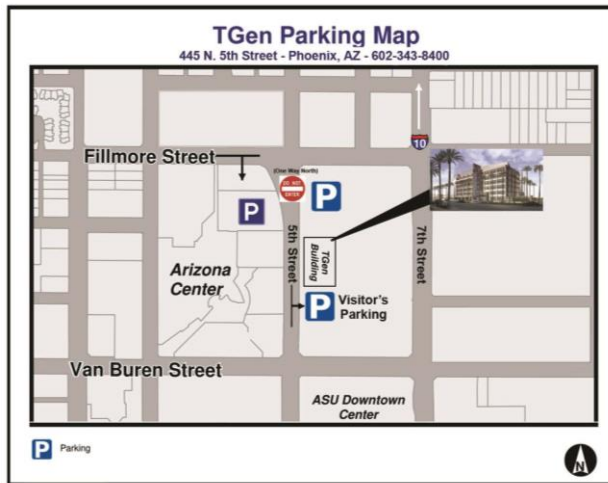 TGen Parking Map
445 N. 5th Street - Phoenix, AZ - 602-343-8400
10
Fillmore Street
(One Way North)
DO NOT
ENTER
P
P
5th Street
TGen
Building
7th Street
Arizona
Center
P
Visitor's
Parking
Van Buren Street
ASU Downtown
Center
P
Parking
N